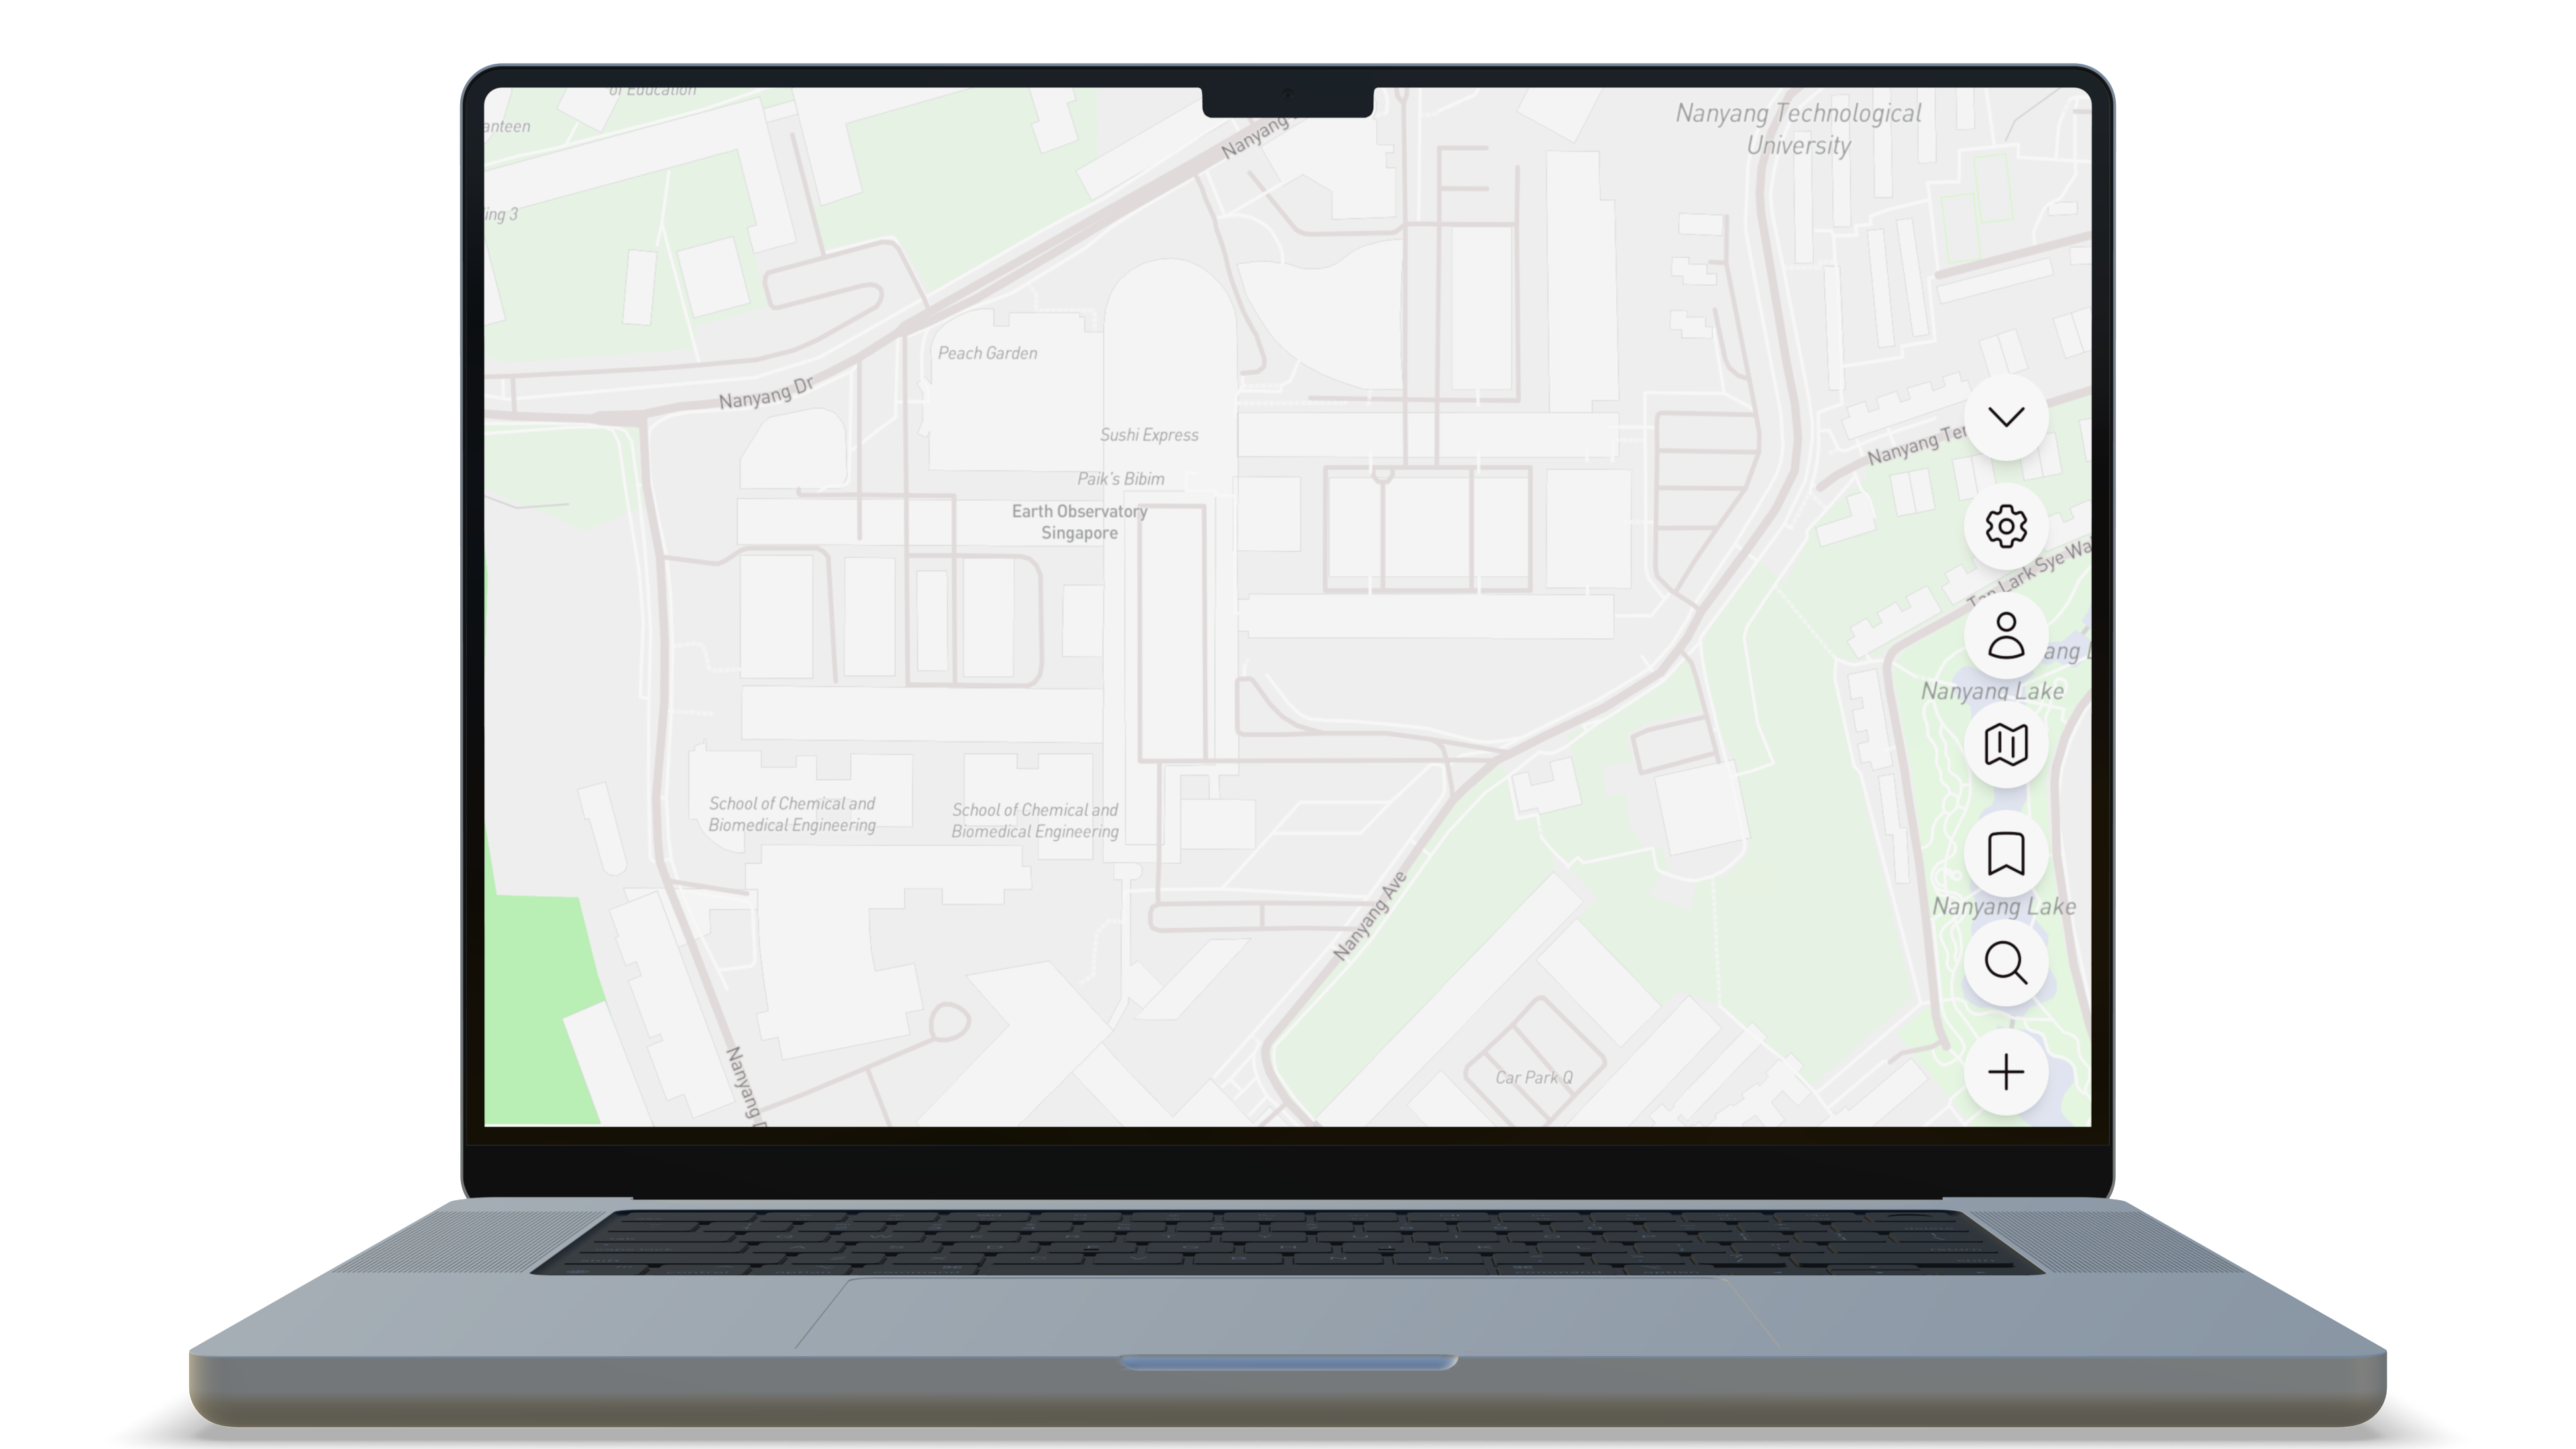 of Education
anteen
Nanyang
Nanyang Technological
University
ing 3
Peach Garden
Nanyang Dr
Sushi Express
Nanyang Ter
Paik's Bibim
Earth Observatory
Singapore
Tan Lark Sye Wa
ang L
Nanyang Lake
School of Chemical and
Biomedical Engineering
School of Chemical and
Biomedical Engineering
Nanyang Ave
Nanyang Lake
Nanyang D
Car Park Q